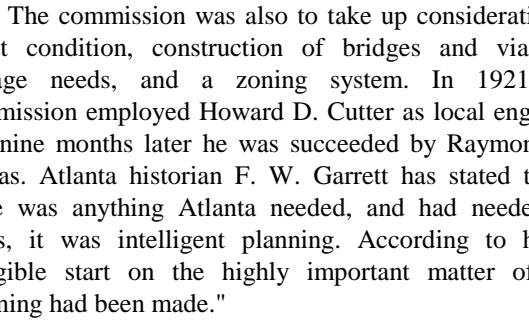 The commission was also to take up considerati
t condition, construction of bridges and via
age needs, and a zoning system. In 1921
mission employed Howard D. Cutter as local eng
nine months later he was succeeded by Raymon
as. Atlanta historian F. W. Garrett has stated t
e was anything Atlanta needed, and had neede
s, it was intelligent planning. According to h
gible start on the highly important matter of
ning had been made."